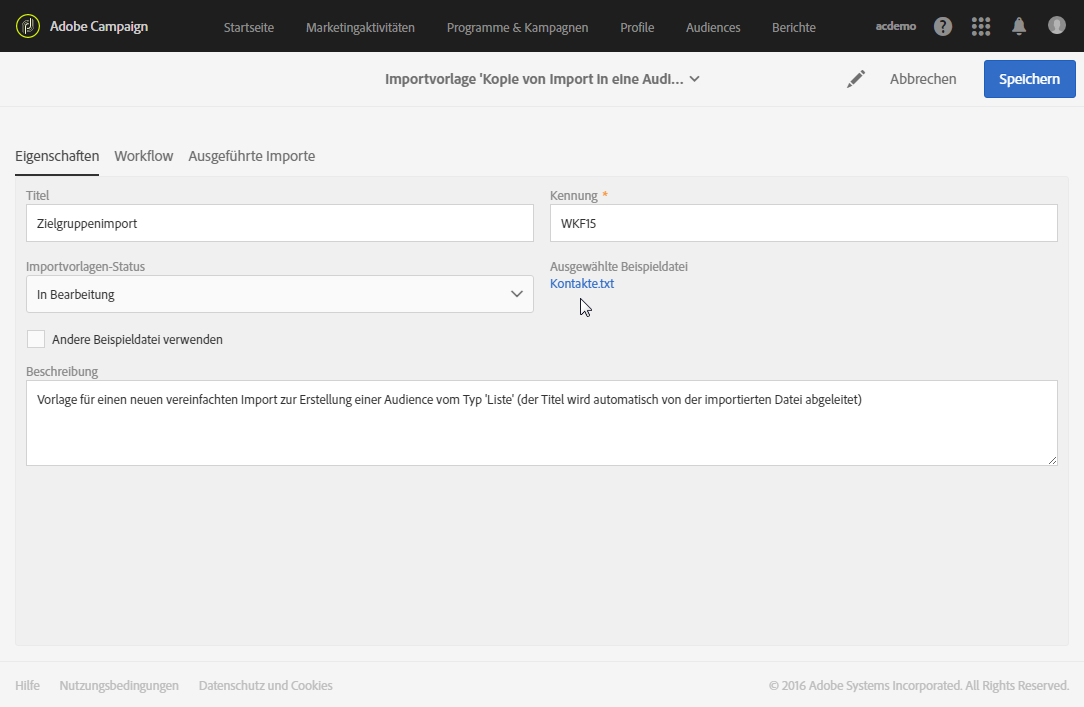 Adobe Campaign
Startseite Marketingaktivitäten Programme & Kampagnen Profile Audiences Berichte acdemo
Importvorlage 'Kopie von Import in eine Audi...
Abbrechen
Speichern
Eigenschaften Workflow Ausgeführte Importe
Titel
Zielgruppenimport
Kennung *
WKF15
Importvorlagen-Status
In Bearbeitung
Ausgewählte Beispieldatei
Kontakte.txt
Andere Beispieldatei verwenden
Beschreibung
Vorlage für einen neuen vereinfachten Import zur Erstellung einer Audience vom Typ 'Liste' (der Titel wird automatisch von der importierten Datei abgeleitet)
Hilfe Nutzungsbedingungen Datenschutz und Cookies
© 2016 Adobe Systems Incorporated. All Rights Reserved.